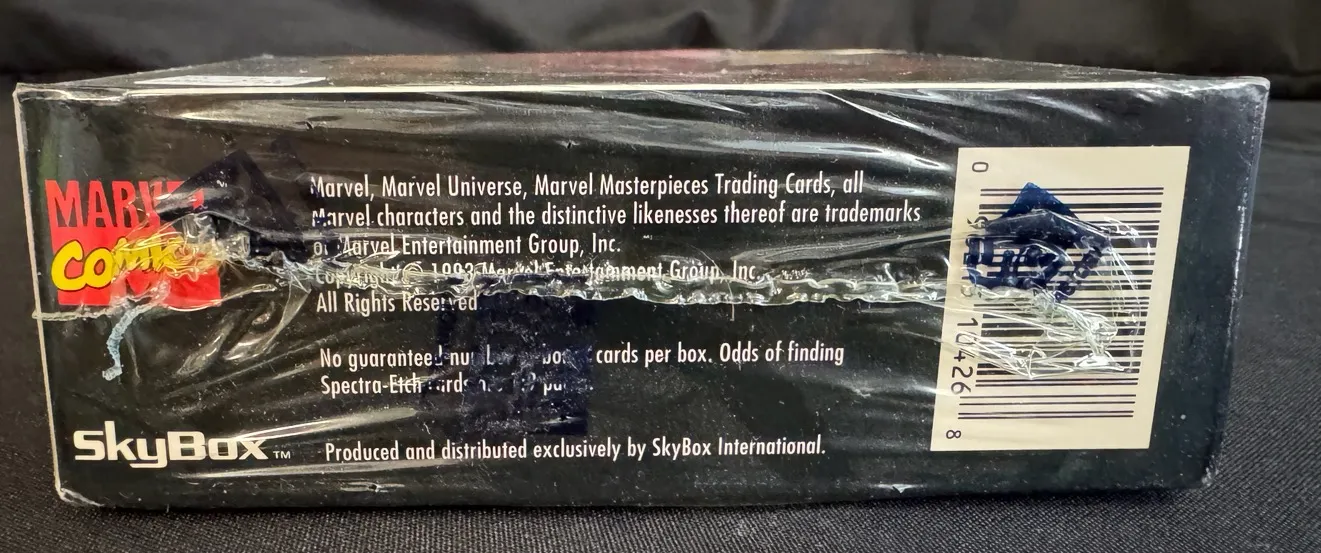 MARVEL
COMICS
Marvel, Marvel Universe, Marvel Masterpieces Trading Cards, all
Marvel characters and the distinctive likenesses thereof are trademarks
of Marvel Entertainment Group, Inc.
Copyright © 1993 Marvel Entertainment Group, Inc.
All Rights Reserved
No guaranteed cards per box. Odds of finding
Spectra-Etch cards
SkyBox™
Produced and distributed exclusively by SkyBox International.
0
10426
8